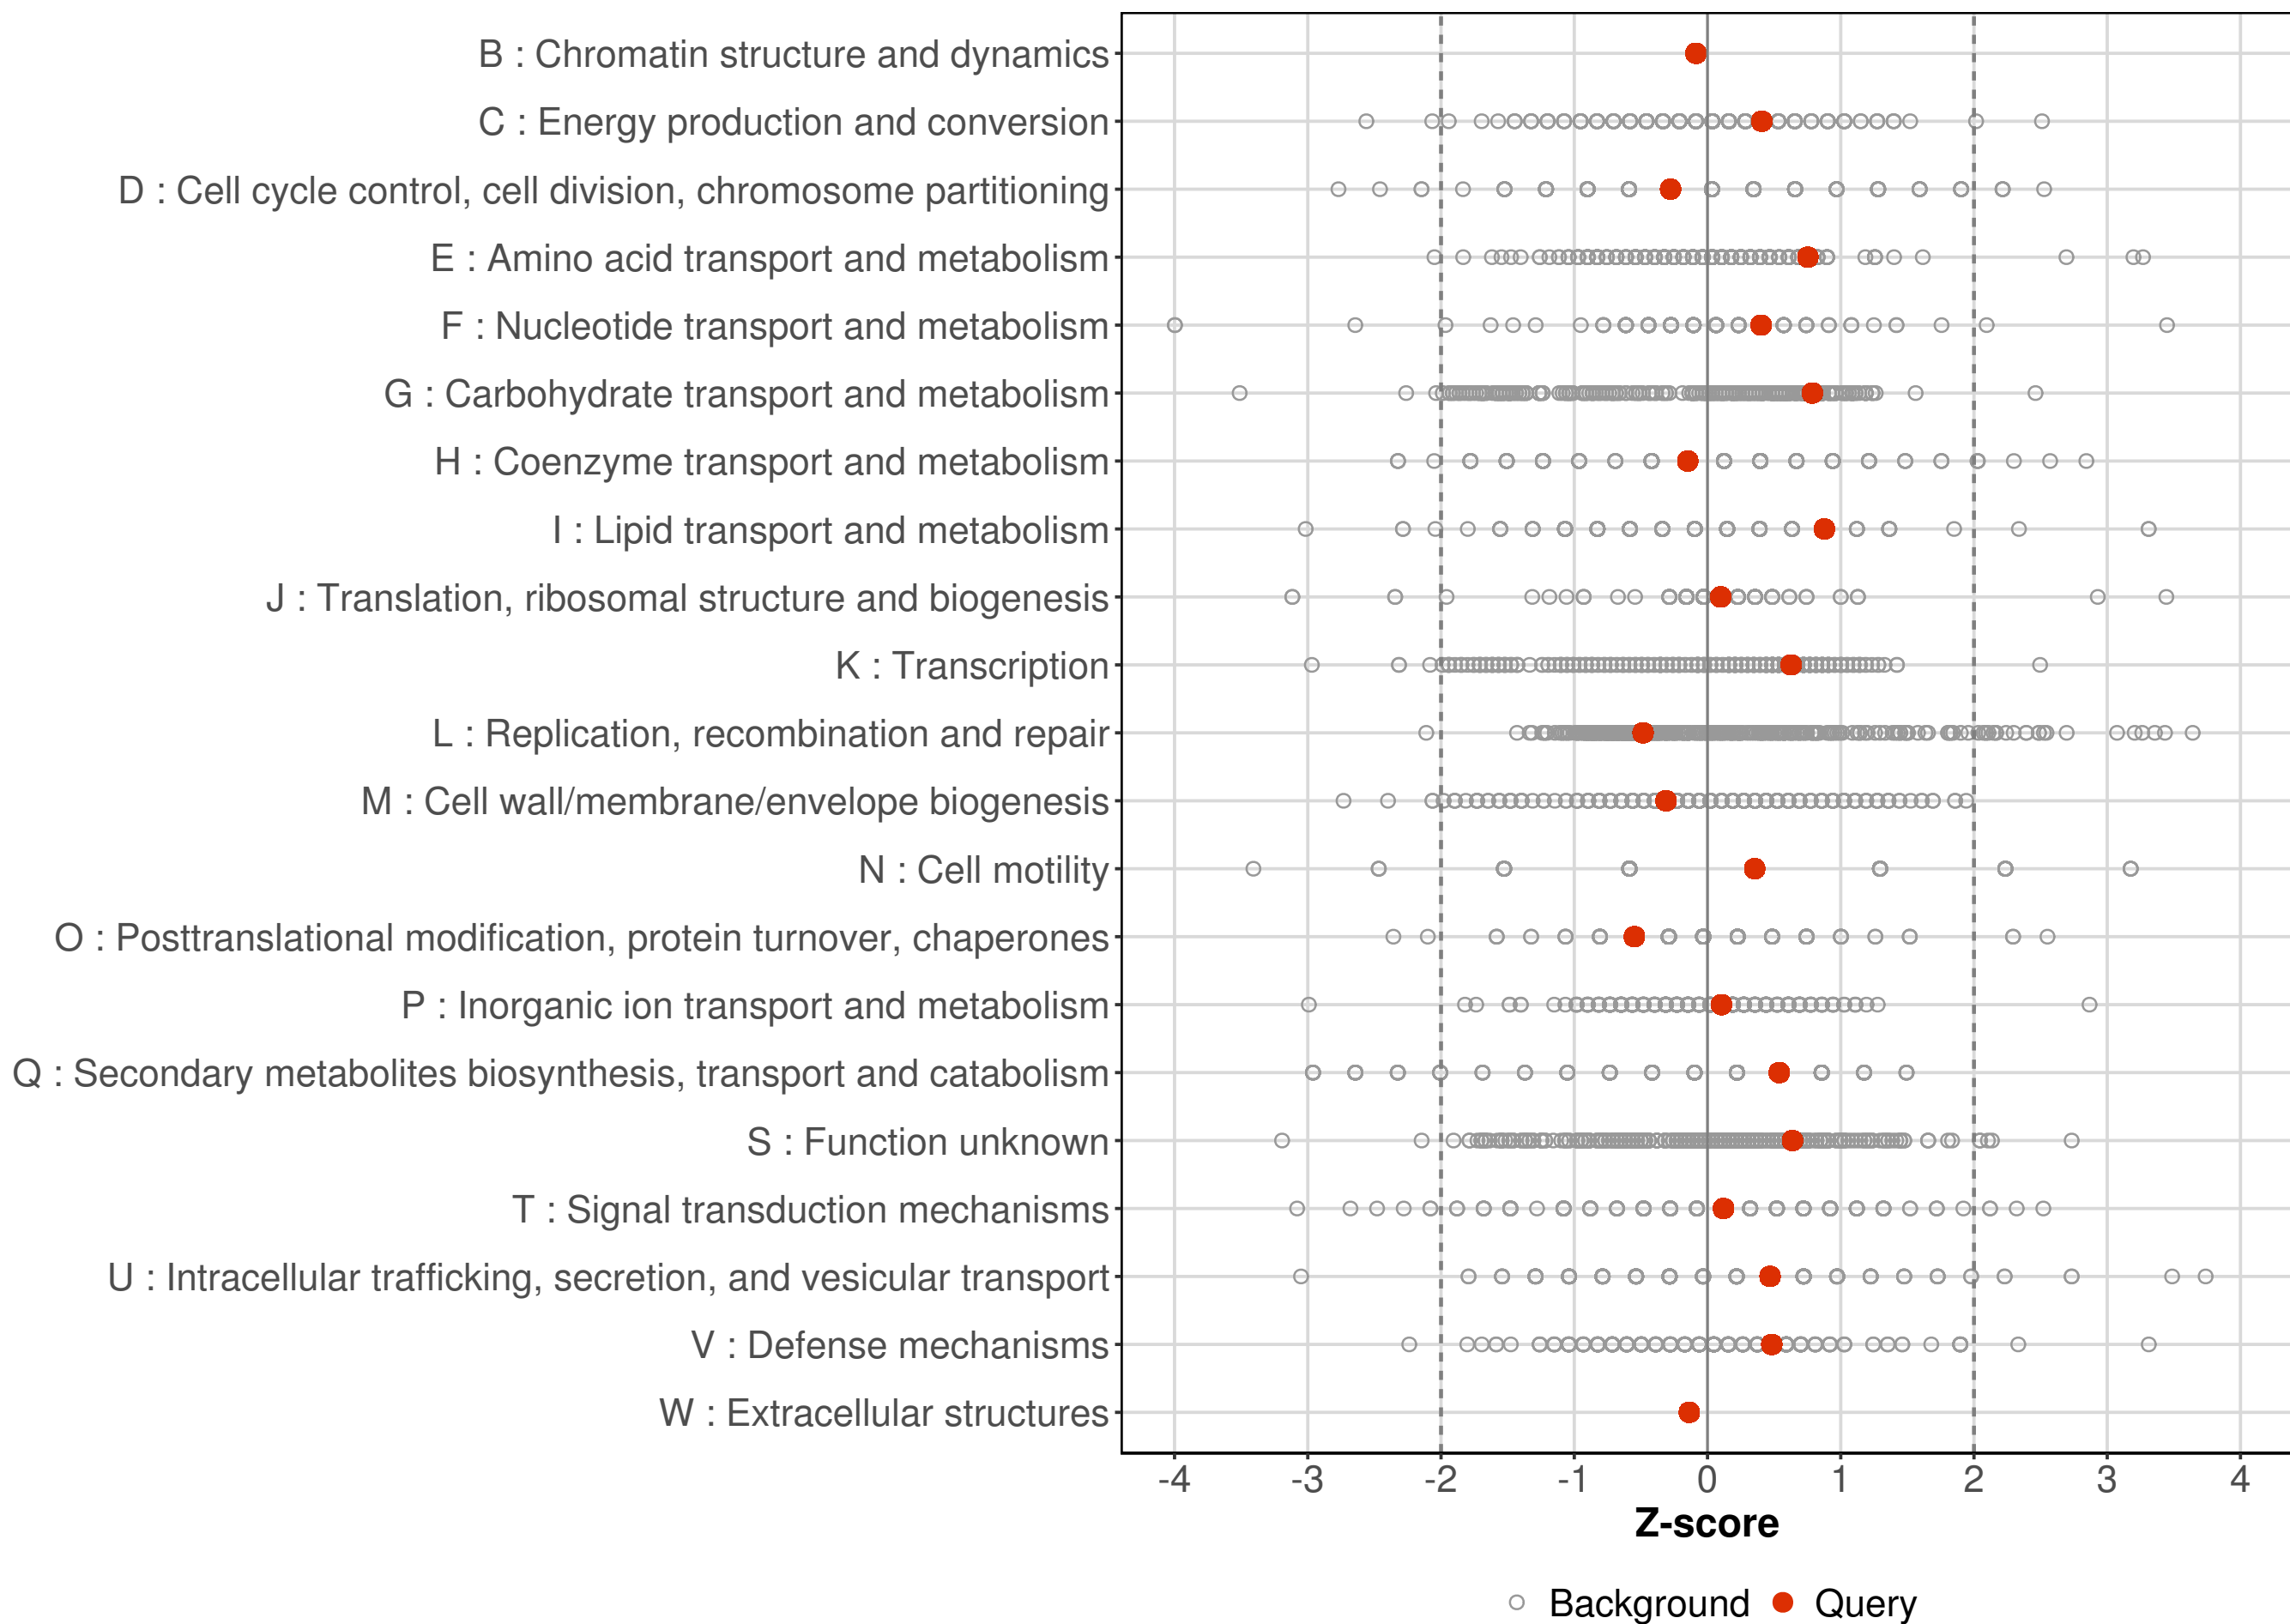 B : Chromatin structure and dynamics
C : Energy production and conversion
D : Cell cycle control, cell division, chromosome partitioning
E : Amino acid transport and metabolism
F : Nucleotide transport and metabolism
G : Carbohydrate transport and metabolism
H : Coenzyme transport and metabolism
I : Lipid transport and metabolism
J : Translation, ribosomal structure and biogenesis
K : Transcription
L : Replication, recombination and repair
M : Cell wall/membrane/envelope biogenesis
N : Cell motility
O : Posttranslational modification, protein turnover, chaperones
P : Inorganic ion transport and metabolism
Q : Secondary metabolites biosynthesis, transport and catabolism
S : Function unknown
T : Signal transduction mechanisms
U : Intracellular trafficking, secretion, and vesicular transport
V : Defense mechanisms
W : Extracellular structures
-4 -3 -2 -1 0 1 2 3 4
Z-score
Background Query